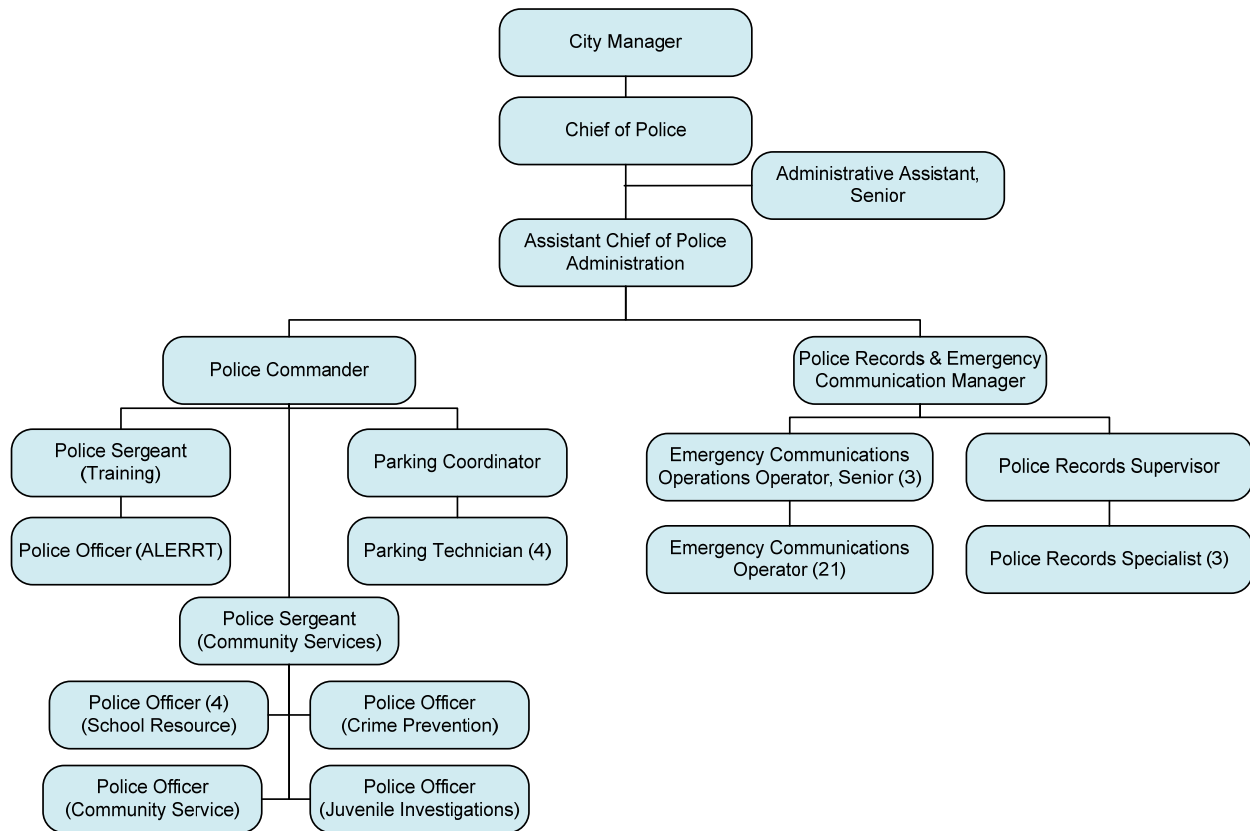 City Manager
Chief of Police
Administrative Assistant,
Senior
Assistant Chief of Police
Administration
Police Commander
Police Records & Emergency
Communication Manager
Police Sergeant
(Training)
Parking Coordinator
Emergency Communications
Operations Operator, Senior (3)
Police Records Supervisor
Police Officer (ALERRT)
Parking Technician (4)
Emergency Communications
Operator (21)
Police Records Specialist (3)
Police Sergeant
(Community Services)
Police Officer (4)
(School Resource)
Police Officer
(Crime Prevention)
Police Officer
(Community Service)
Police Officer
(Juvenile Investigations)